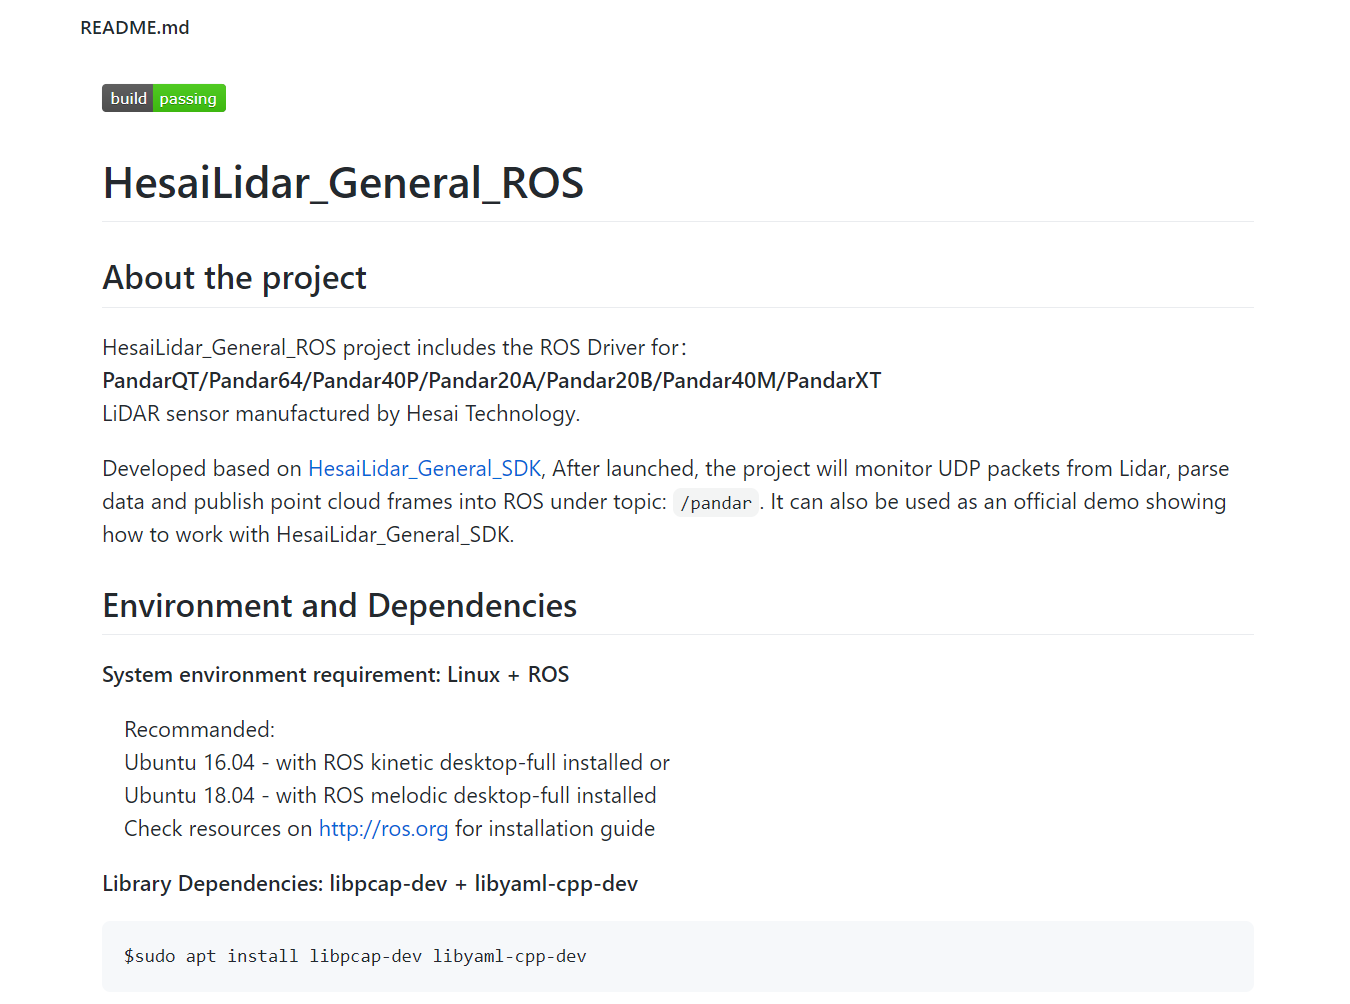 README.md
build passing
HesaiLidar_General_ROS
About the project
HesaiLidar_General_ROS project includes the ROS Driver for：
PandarQT/Pandar64/Pandar40P/Pandar20A/Pandar20B/Pandar40M/PandarXT
LiDAR sensor manufactured by Hesai Technology.
Developed based on HesaiLidar_General_SDK, After launched, the project will monitor UDP packets from Lidar, parse
data and publish point cloud frames into ROS under topic: /pandar. It can also be used as an official demo showing
how to work with HesaiLidar_General_SDK.
Environment and Dependencies
System environment requirement: Linux + ROS
Recommanded:
Ubuntu 16.04 - with ROS kinetic desktop-full installed or
Ubuntu 18.04 - with ROS melodic desktop-full installed
Check resources on http://ros.org for installation guide
Library Dependencies: libpcap-dev + libyaml-cpp-dev
$sudo apt install libpcap-dev libyaml-cpp-dev